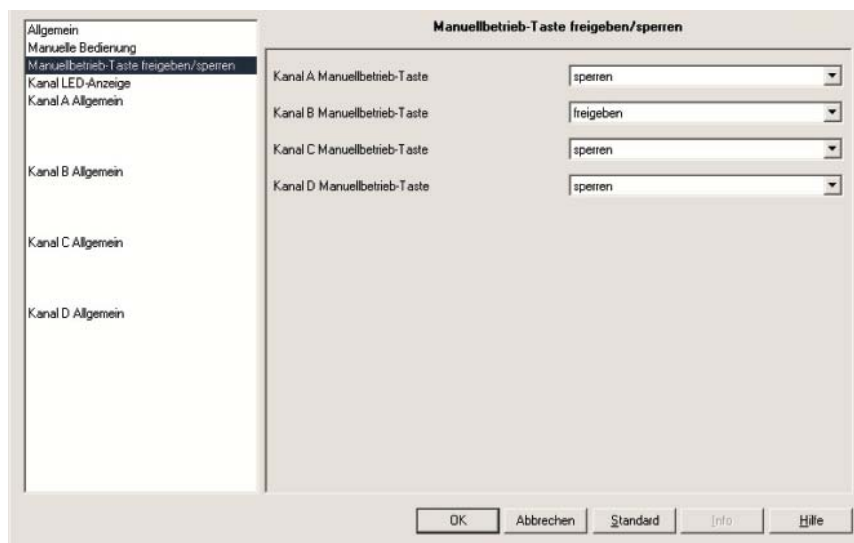 Allgemein
Manuelle Bedienung
Manuellbetrieb-Taste freigeben/sperren
Kanal LED-Anzeige
Kanal A Allgemein
Kanal B Allgemein
Kanal C Allgemein
Kanal D Allgemein
Manuellbetrieb-Taste freigeben/sperren
Kanal A Manuellbetrieb-Taste sperren
Kanal B Manuellbetrieb-Taste freigeben
Kanal C Manuellbetrieb-Taste sperren
Kanal D Manuellbetrieb-Taste sperren
OK Abbrechen Standard Info Hilfe